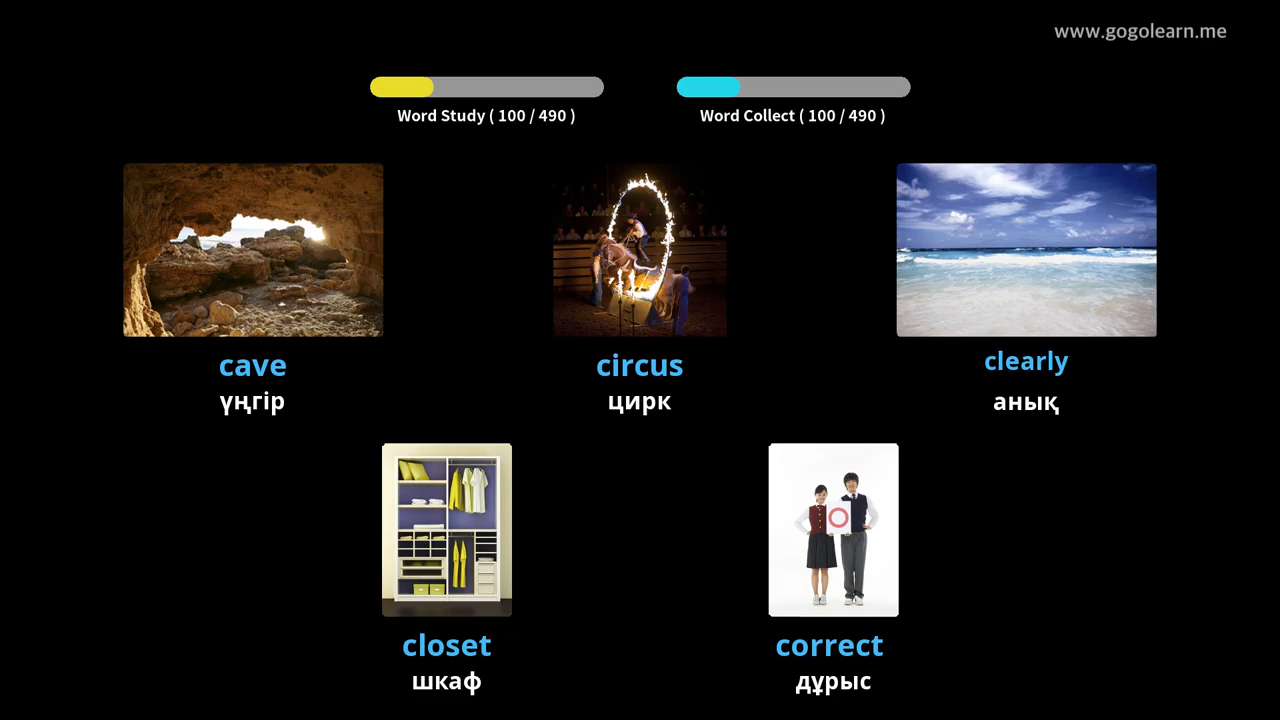 www.gogolearn.me
Word Study ( 100 / 490 )
Word Collect ( 100 / 490 )
cave
үңгір
circus
цирк
clearly
анық
closet
шкаф
correct
дұрыс